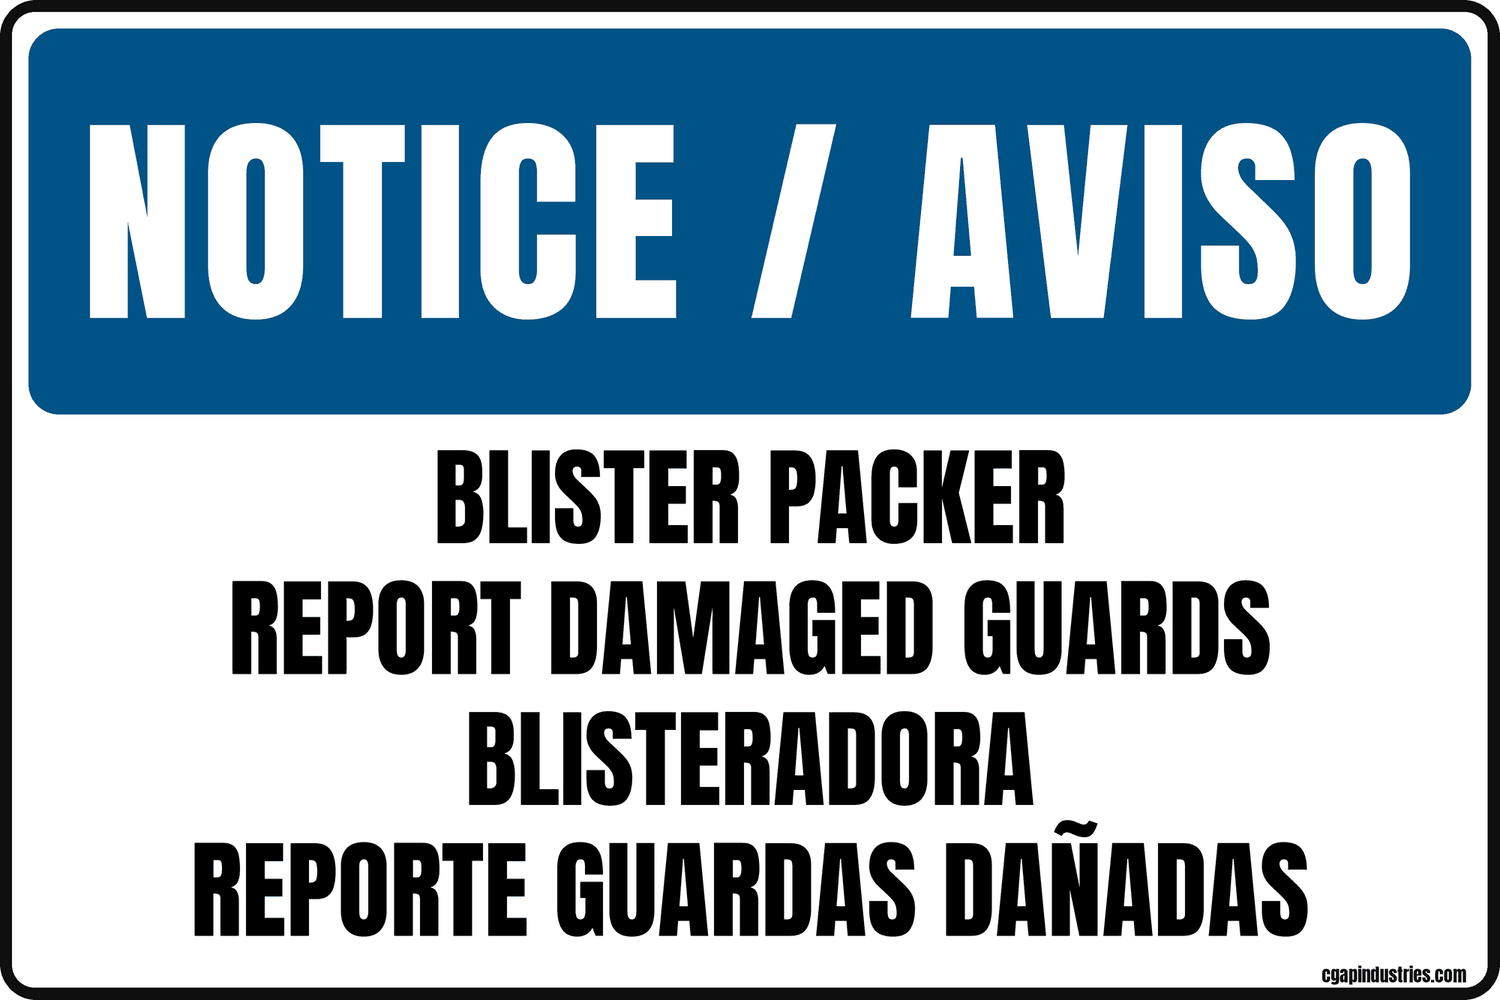 NOTICE / AVISO
BLISTER PACKER
REPORT DAMAGED GUARDS
BLISTERADORA
REPORTE GUARDAS DAÑADAS
cgapindustries.com